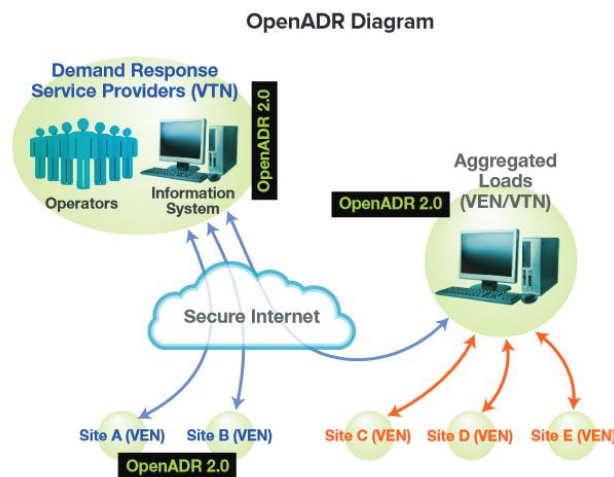 OpenADR Diagram
Demand Response
Service Providers (VTN)
OpenADR 2.0
Operators
Information
System
Aggregated
Loads
(VEN/VTN)
OpenADR 2.0
Secure Internet
Site A (VEN)
Site B (VEN)
Site C (VEN)
Site D (VEN)
Site E (VEN)
OpenADR 2.0